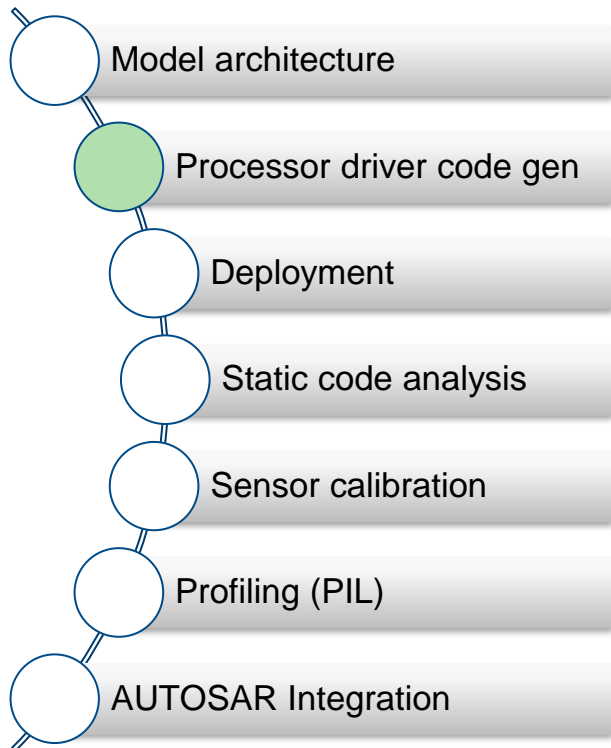 Model architecture
Processor driver code gen
Deployment
Static code analysis
Sensor calibration
Profiling (PIL)
AUTOSAR Integration